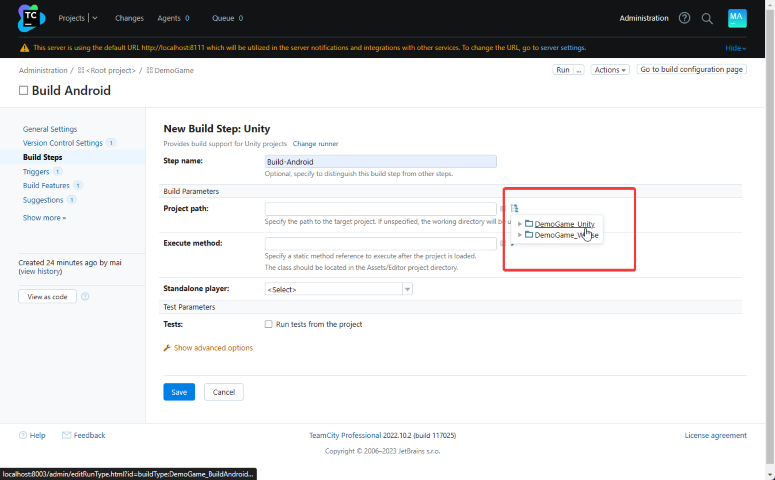 TC
Projects
Changes
Agents 0
Queue 0
Administration
MA
This server is using the default URL http://localhost:8111 which will be utilized in the server notifications and integrations with other services. To change the URL, go to server settings.
Hide
Administration / <Root project> / DemoGame
Run ...
Actions
Go to build configuration page
Build Android
General Settings
Version Control Settings 1
Build Steps
Triggers 1
Build Features 1
Suggestions 1
Show more »
Created 24 minutes ago by mai
(view history)
View as code
New Build Step: Unity
Provides build support for Unity projects Change runner
Step name:
Build-Android
Optional, specify to distinguish this build step from other steps.
Build Parameters
Project path:
Specify the path to the target project. If unspecified, the working directory will be u
DemoGame_Unity
Execute method:
Specify a static method reference to execute after the project is loaded.
The class should be located in the Assets/Editor project directory.
Standalone player:
<Select>
Test Parameters
Tests:
Run tests from the project
Show advanced options
Save
Cancel
Help
Feedback
TeamCity Professional 2022.10.2 (build 117025)
License agreement
Copyright © 2006–2023 JetBrains s.r.o.
localhost:8003/admin/editRunType.html?id=buildType:DemoGame_BuildAndroid...